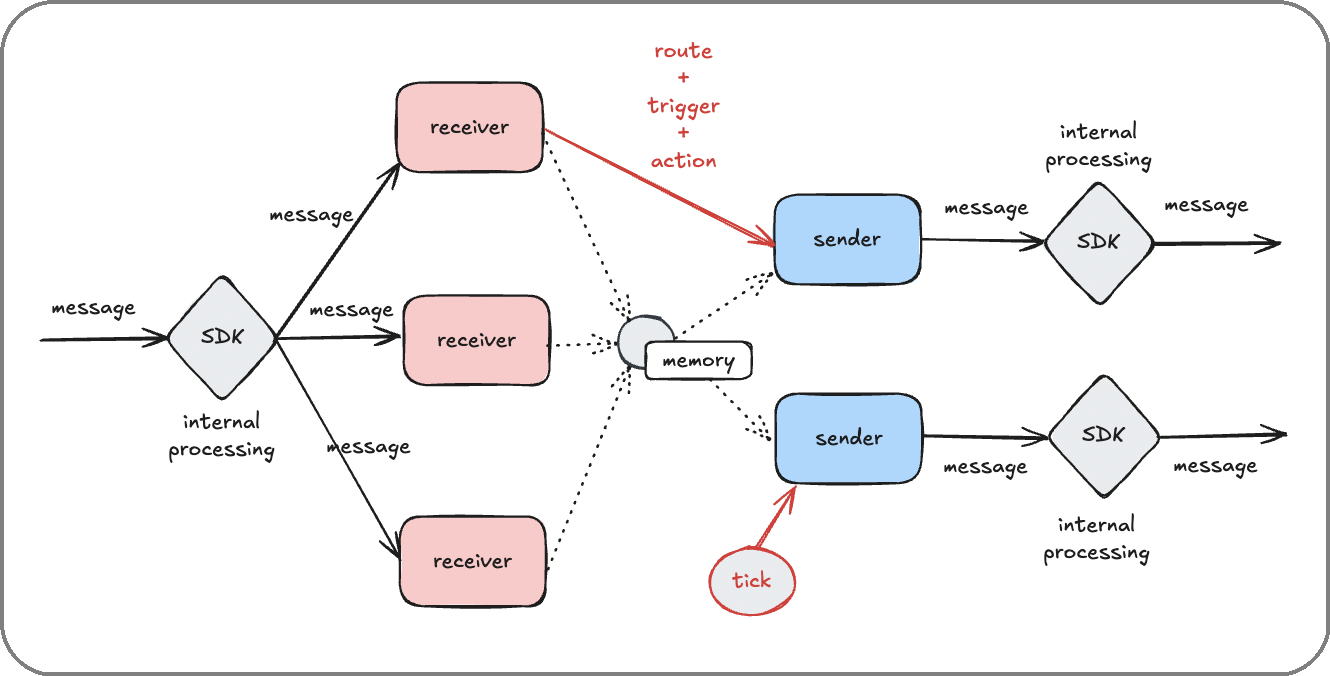 route
+
trigger
+
action
receiver
internal
processing
message
sender
message
SDK
message
message
SDK
internal
processing
message
receiver
memory
message
receiver
sender
message
SDK
message
internal
processing
tick